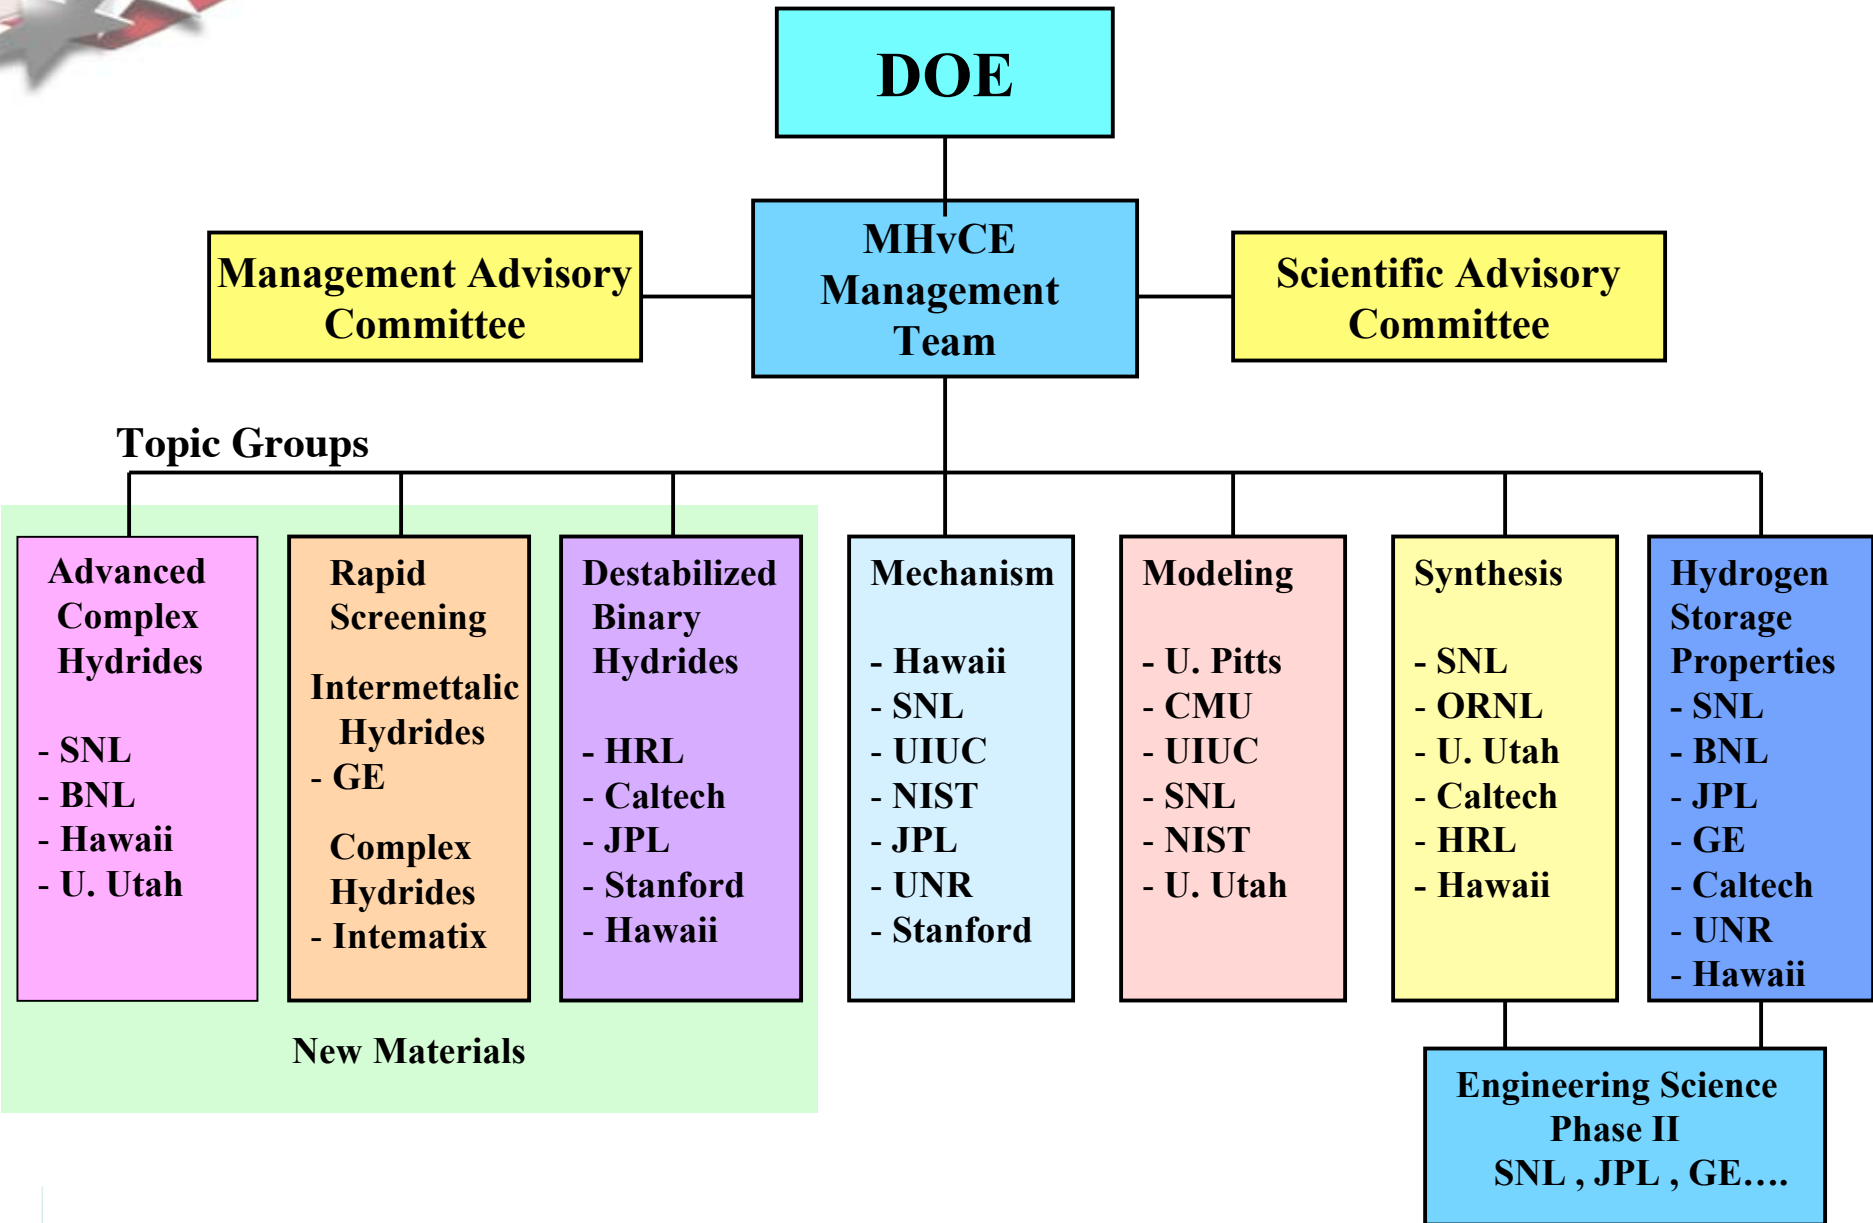 DOE
MHvCE
Management
Team
Management Advisory
Committee
Scientific Advisory
Committee
Topic Groups
Advanced
Complex
Hydrides
- SNL
- BNL
- Hawaii
- U. Utah
Rapid
Screening
Intermettalic
Hydrides
- GE
Complex
Hydrides
- Intematix
Destabilized
Binary
Hydrides
- HRL
- Caltech
- JPL
- Stanford
- Hawaii
New Materials
Mechanism
- Hawaii
- SNL
- UIUC
- NIST
- JPL
- UNR
- Stanford
Modeling
- U. Pitts
- CMU
- UIUC
- SNL
- NIST
- U. Utah
Synthesis
- SNL
- ORNL
- U. Utah
- Caltech
- HRL
- Hawaii
Hydrogen
Storage
Properties
- SNL
- BNL
- JPL
- GE
- Caltech
- UNR
- Hawaii
Engineering Science
Phase II
SNL , JPL , GE….